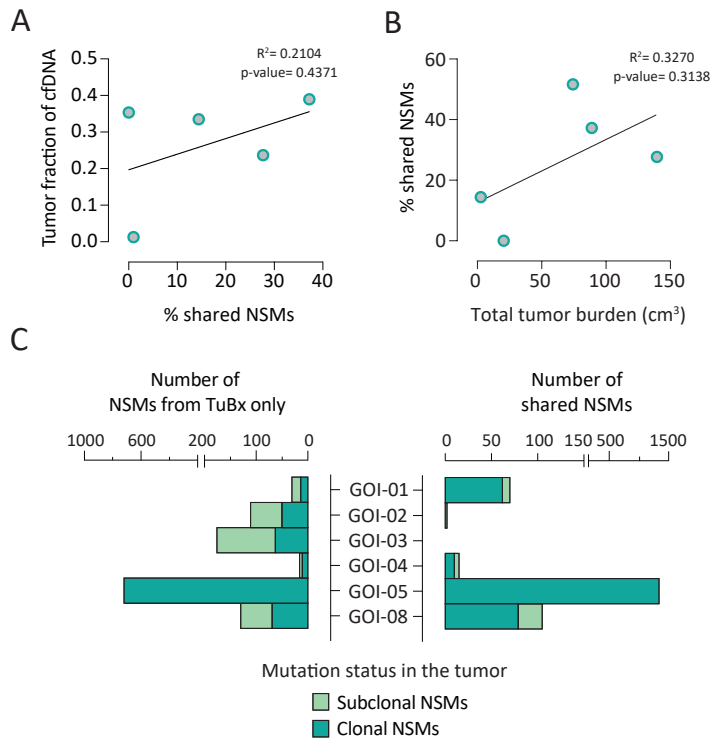 A
R²= 0.2104
p-value= 0.4371
Tumor fraction of cfDNA
0.5
0.4
0.3
0.2
0.1
0.0
0 10 20 30 40
% shared NSMs
B
R²= 0.3270
p-value= 0.3138
% shared NSMs
60
40
20
0
0 50 100 150
Total tumor burden (cm³)
C
Number of
NSMs from TuBx only
1000 600 200 100 0
Number of
shared NSMs
0 50 100 150 500 1500
GOI-01
GOI-02
GOI-03
GOI-04
GOI-05
GOI-08
Mutation status in the tumor
Subclonal NSMs
Clonal NSMs